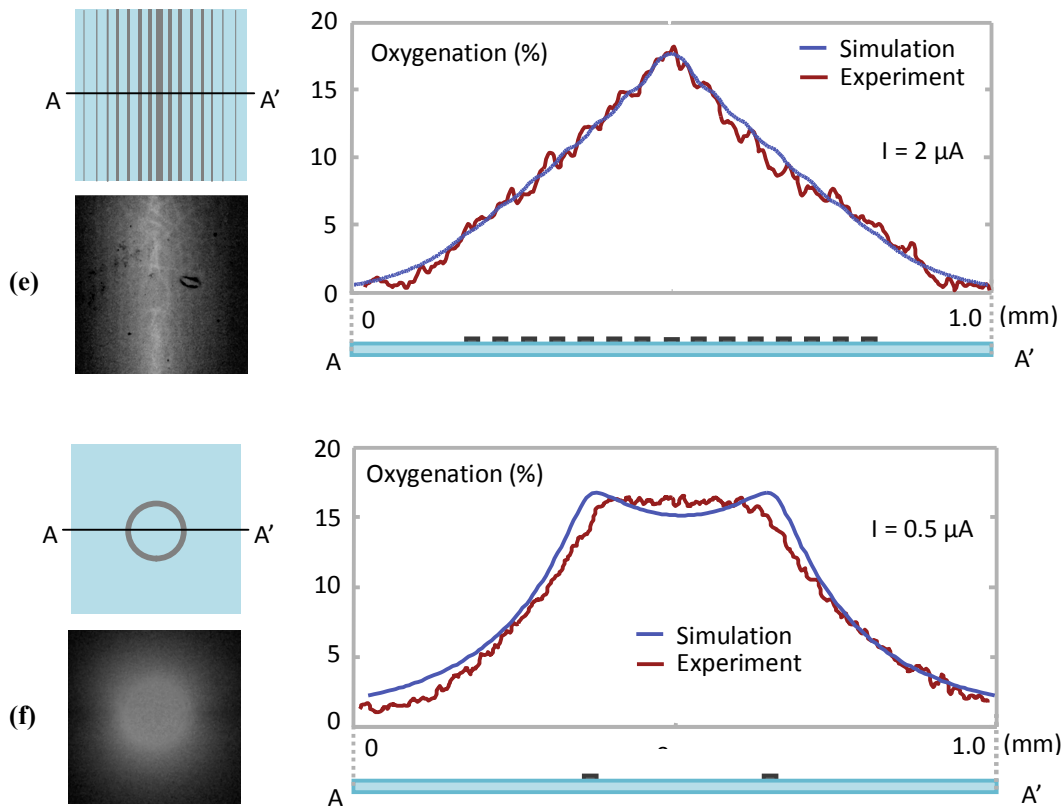 20
Oxygenation (%)
Simulation
Experiment
15
A
A'
I = 2 µA
10
5
(e)
0
0
1.0
(mm)
A
A'
20
Oxygenation (%)
15
A
A'
I = 0.5 µA
10
Simulation
Experiment
5
(f)
0
0
1.0
(mm)
A
A'